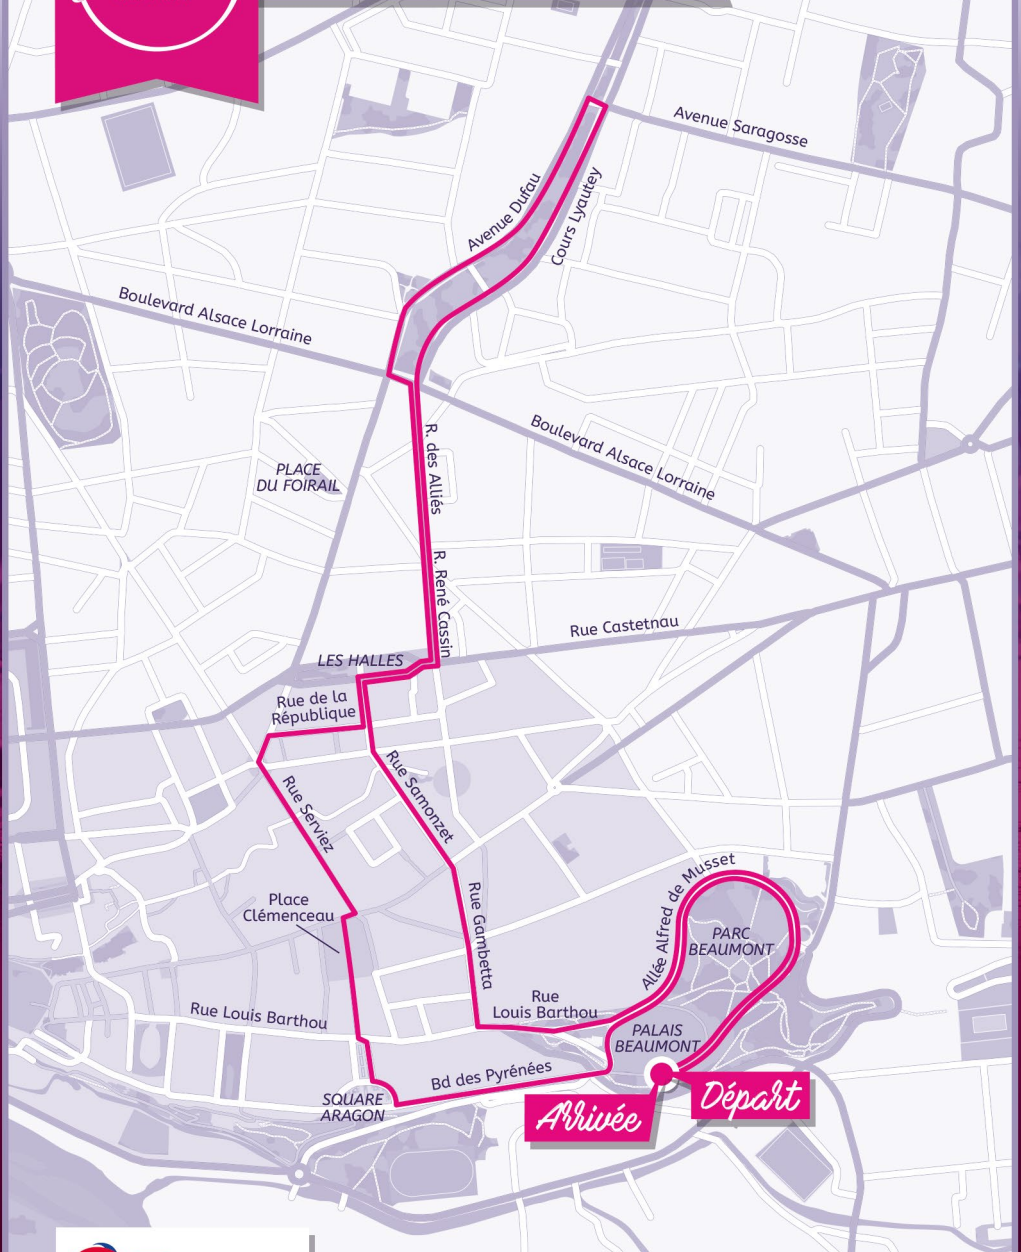 Avenue Saragosse
Avenue Dufau
Cours Lyautey
Boulevard Alsace Lorraine
Boulevard Alsace Lorraine
R. des Alliés
PLACE
DU FOIRAIL
R. René Cassin
Rue Castetnau
LES HALLES
Rue de la
République
Rue Samonzet
Rue Serviez
Allée Alfred de Musset
Rue Gambetta
Place
Clémenceau
PARC
BEAUMONT
Rue
Louis Barthou
Rue Louis Barthou
PALAIS
BEAUMONT
Bd des Pyrénées
SQUARE
ARAGON
Départ
Arrivée